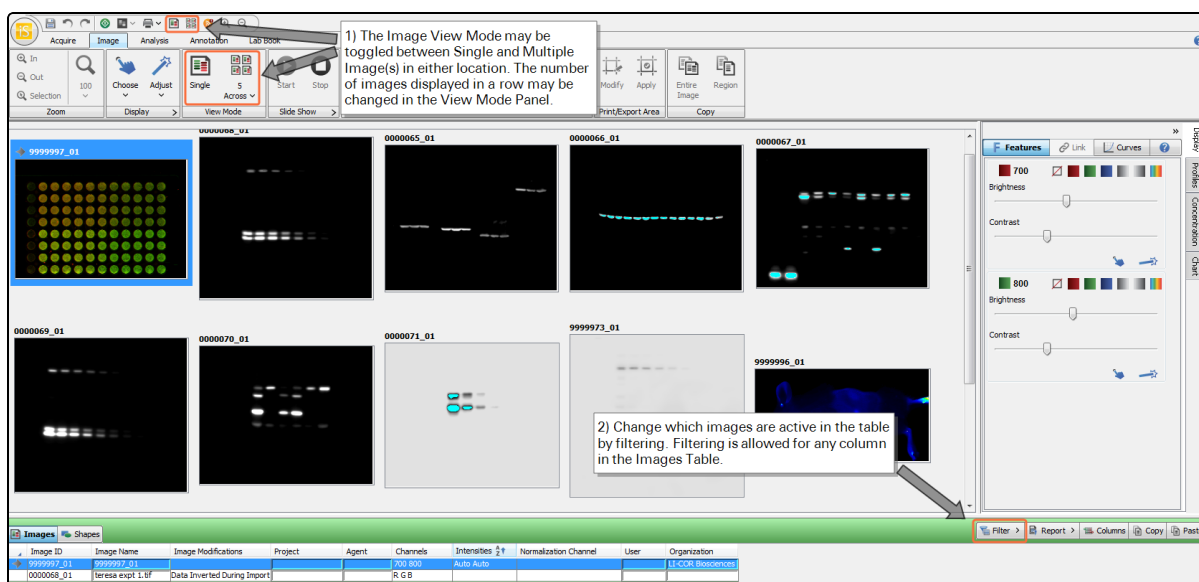 Acquire Image Analysis Annotation Lab Book
In
Out
Selection
100
Zoom
Choose
Adjust
Display
Single
5
Across
View Mode
Start
Stop
Slide Show
1) The Image View Mode may be
toggled between Single and Multiple
Image(s) in either location. The number
of images displayed in a row may be
changed in the View Mode Panel.
Modify
Apply
Print/Export Area
Entire
Image
Region
Copy
9999997_01
0000068_01
0000065_01
0000066_01
0000067_01
0000069_01
0000070_01
0000071_01
9999973_01
9999996_01
2) Change which images are active in the table
by filtering. Filtering is allowed for any column
in the Images Table.
F Features
Link
Curves
?
700
Brightness
Contrast
800
Brightness
Contrast
Display
Profiles
Concentration
Chart
Images
Shapes
Filter >
Report >
Columns
Copy
Past
Image ID Image Name Image Modifications Project Agent Channels Intensities 2 Normalization Channel User Organization
9999997_01 9999997_01 700 800 Auto Auto LI-COR Biosciences
0000068_01 teresa expt 1.tif Data Inverted During Import R G B